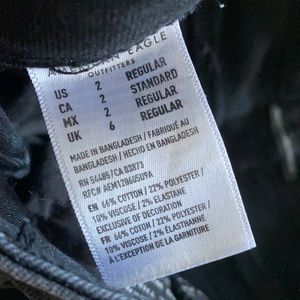 AMERICAN EAGLE
OUTFITTERS
US 2 REGULAR
CA 2 STANDARD
MX 2 REGULAR
UK 6 REGULAR
MADE IN BANGLADESH / FABRIQUÉ AU
BANGLADESH / HECHO EN BANGLADESH
RN 54485 / CA 03873
RFC# AEM1206052I9A
EN 66% COTTON / 22% POLYESTER /
10% VISCOSE / 2% ELASTANE
EXCLUSIVE OF DECORATION
FR 66% COTON / 22% POLYESTER /
10% VISCOSE / 2% ÉLASTHANNE
À L'EXCEPTION DE LA GARNITURE